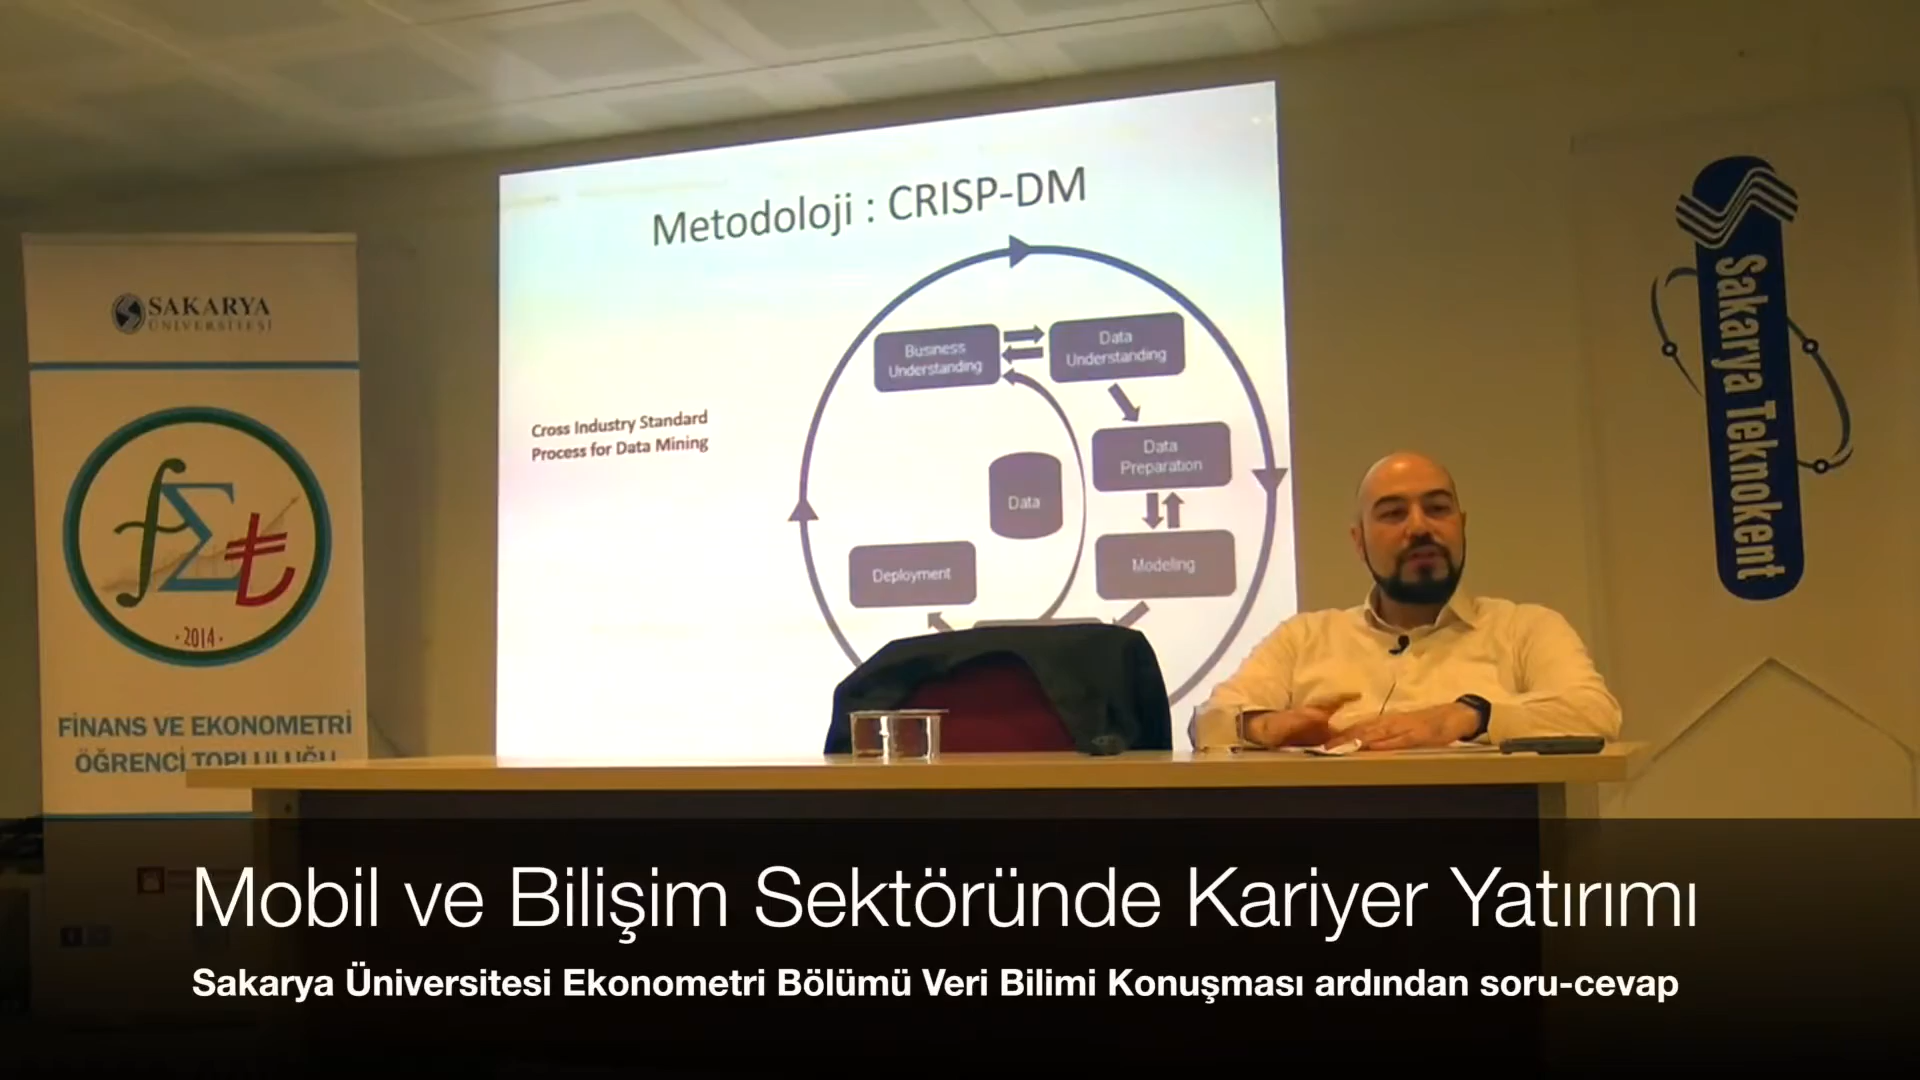 Metodoloji : CRISP-DM
Cross Industry Standard
Process for Data Mining
Business
Understanding
Data
Understanding
Data
Preparation
Data
Modeling
Deployment
SAKARYA
ÜNİVERSİTESİ
2014
FİNANS VE EKONOMETRİ
ÖĞRENCİ TOPLULUĞU
Sakarya Teknokent
Mobil ve Bilişim Sektöründe Kariyer Yatırımı
Sakarya Üniversitesi Ekonometri Bölümü Veri Bilimi Konuşması ardından soru-cevap